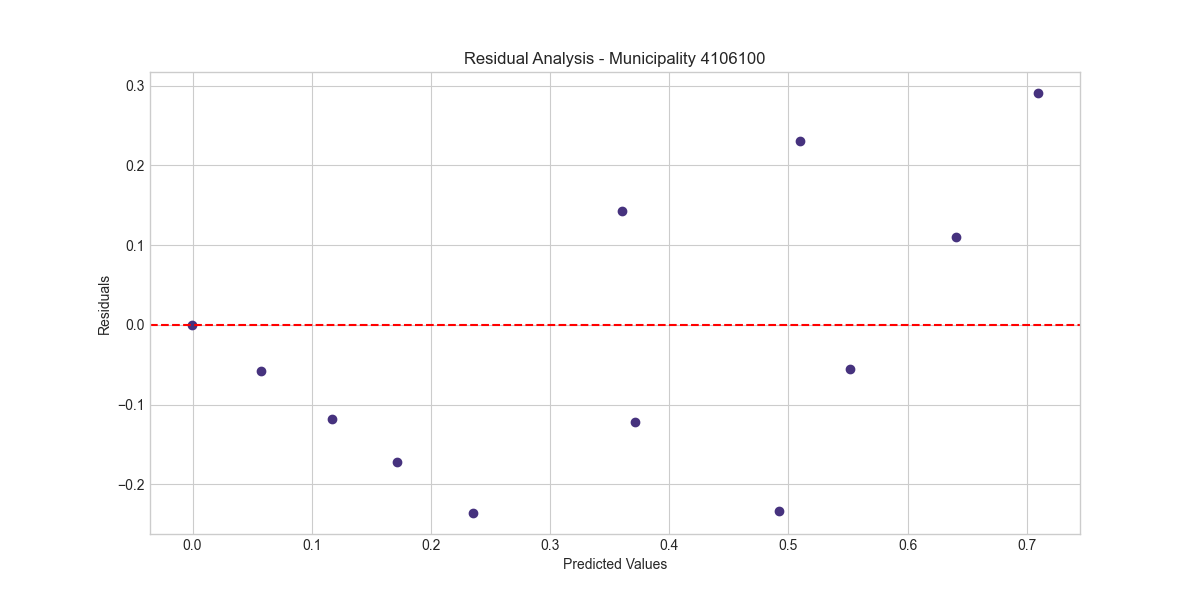 Residual Analysis - Municipality 4106100
Residuals
0.3
0.2
0.1
0.0
−0.1
−0.2
0.0 0.1 0.2 0.3 0.4 0.5 0.6 0.7
Predicted Values